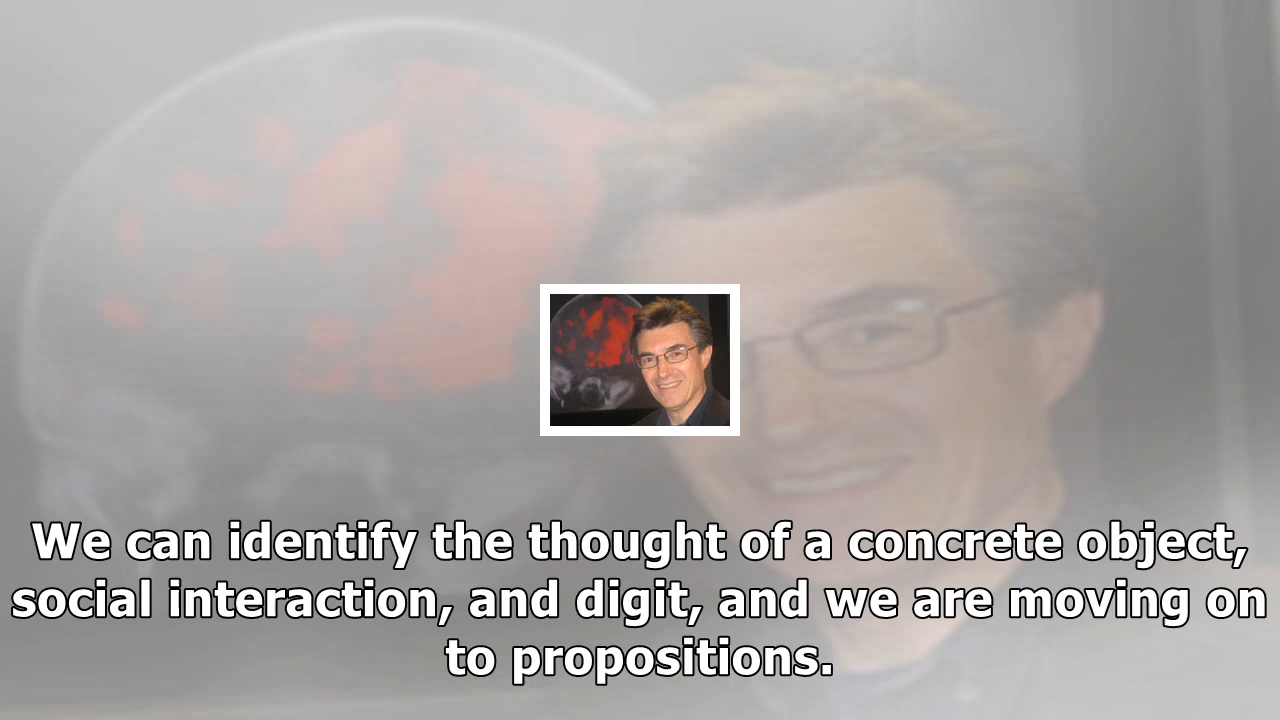 We can identify the thought of a concrete object,
social interaction, and digit, and we are moving on
to propositions.